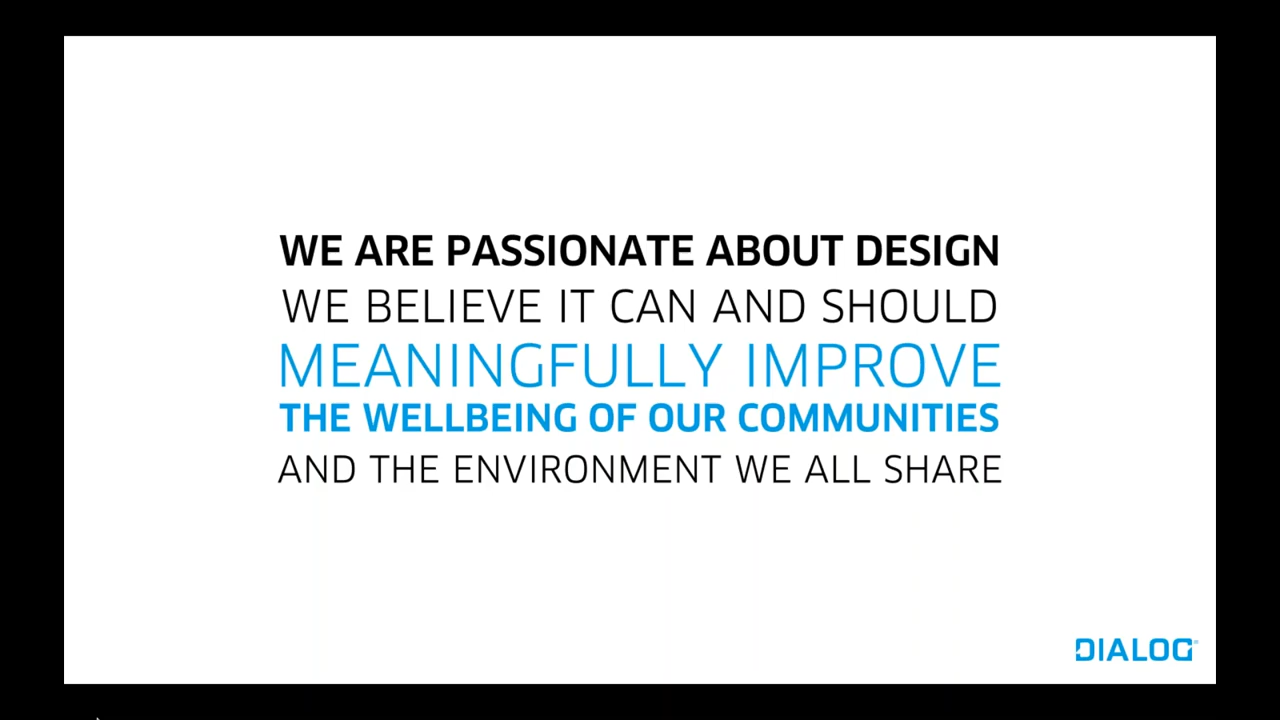 WE ARE PASSIONATE ABOUT DESIGN
WE BELIEVE IT CAN AND SHOULD
MEANINGFULLY IMPROVE
THE WELLBEING OF OUR COMMUNITIES
AND THE ENVIRONMENT WE ALL SHARE
DIALOG®